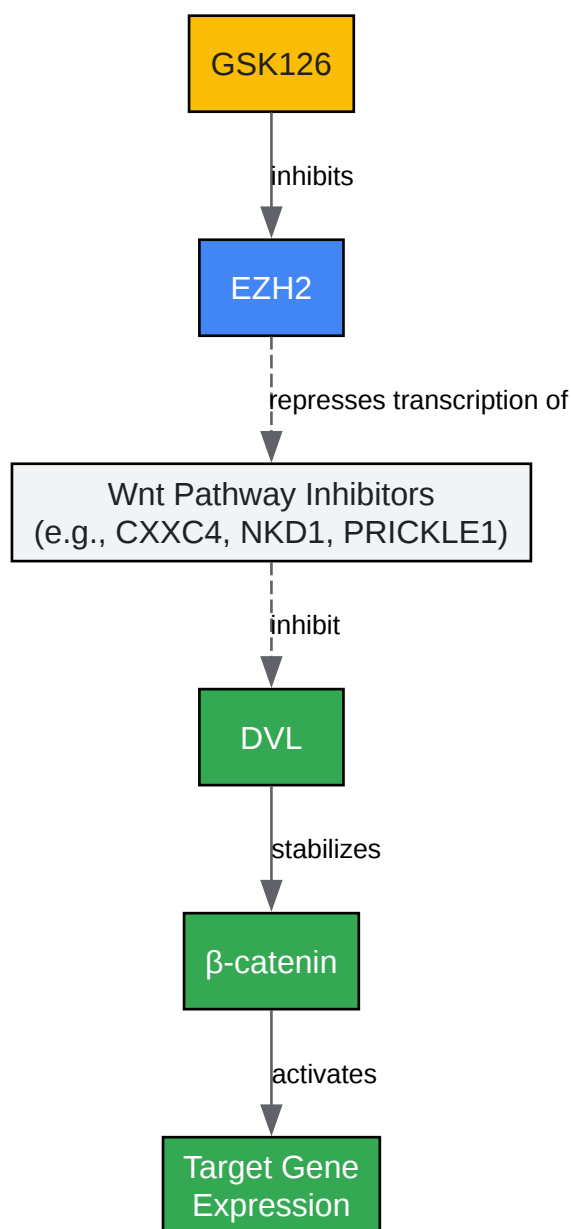 GSK126
inhibits
EZH2
represses transcription of
Wnt Pathway Inhibitors
(e.g., CXXC4, NKD1, PRICKLE1)
inhibit
DVL
stabilizes
β-catenin
activates
Target Gene
Expression